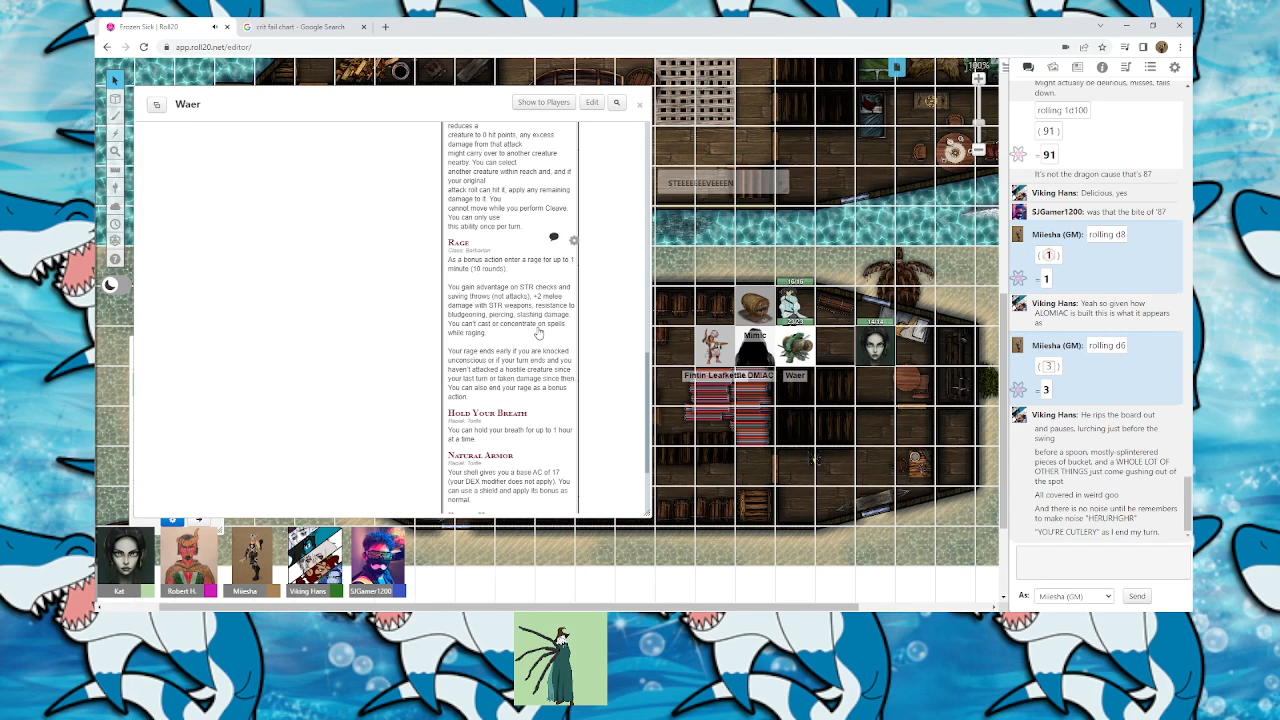 Frozen Sick | Roll20
crit fail chart - Google Search
app.roll20.net/editor/
100%
Waer
Show to Players
Edit
reduces a
creature to 0 hit points, any excess
damage from that attack
might carry over to another creature
nearby. You can select
another creature within reach and, and if
your original
attack roll can hit it, apply any remaining
damage to it. You
cannot move while you perform Cleave.
You can only use
this ability once per turn.
Rage
Class: Barbarian
As a bonus action enter a rage for up to 1
minute (10 rounds).
You gain advantage on STR checks and
saving throws (not attacks), +2 melee
damage with STR weapons, resistance to
bludgeoning, piercing, slashing damage.
You can't cast or concentrate on spells
while raging.
Your rage ends early if you are knocked
unconscious or if your turn ends and you
haven't attacked a hostile creature since
your last turn or taken damage since then.
You can also end your rage as a bonus
action.
Hold Your Breath
Racial: Tortle
You can hold your breath for up to 1 hour
at a time.
Natural Armor
Racial: Tortle
Your shell gives you a base AC of 17
(your DEX modifier does not apply). You
can use a shield and apply its bonus as
normal.
STEEEEEEVEEEEN
16/16
23/23
14/14
Mimic
Fintin Leafkettle
OMIAC
Waer
Kat
Robert H.
Miiesha
Viking Hans
SJGamer1200
Might actually be delirious, misses, falls
down.
rolling 1d100
(91)
= 91
It's not the dragon cause that's 87
Viking Hans: Delicious, yes
SJGamer1200: was that the bite of '87
Miiesha (GM): rolling d8
(1)
= 1
Viking Hans: Yeah so given how
ALOMIAC is built this is what it appears
as
Miiesha (GM): rolling d6
(3)
= 3
Viking Hans: He rips the board out
and pauses, lurching just before the
swing
before a spoon, mostly-splinterered
pieces of bucket, and a WHOLE LOT OF
OTHER THINGS just come gushing out of
the spot
All covered in weird goo
And there is no noise until he remembers
to make noise "HERURHGHR"
"YOU'RE CUTLERY" as I end my turn.
As:
Miiesha (GM)
Send